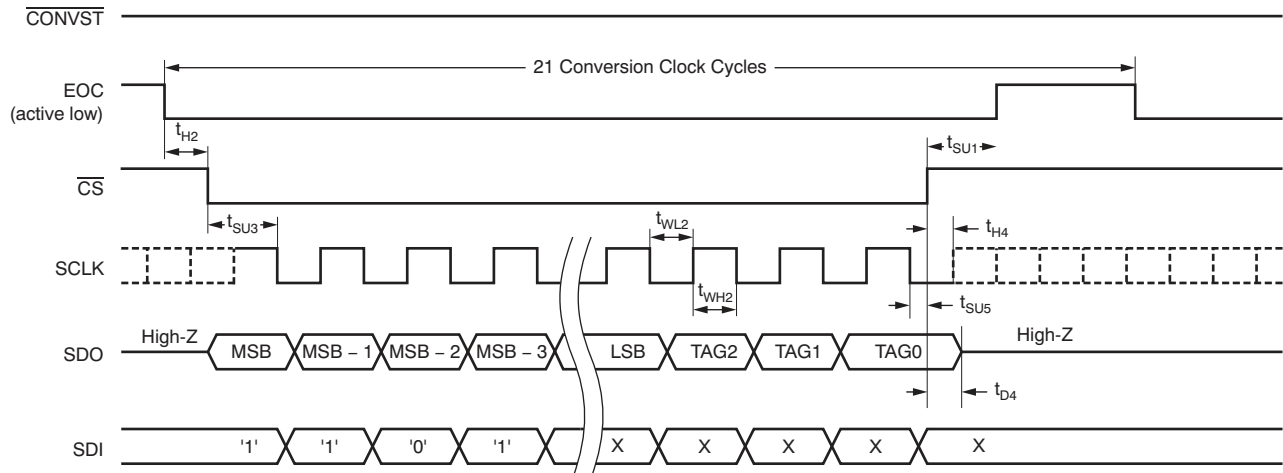 CONVST
21 Conversion Clock Cycles
EOC
(active low)
tH2
tSU1
CS
tSU3
tWL2
tH4
SCLK
tWH2
tSU5
High-Z
High-Z
SDO
MSB
MSB – 1
MSB – 2
MSB – 3
LSB
TAG2
TAG1
TAG0
tD4
SDI
'1'
'1'
'0'
'1'
X
X
X
X
X